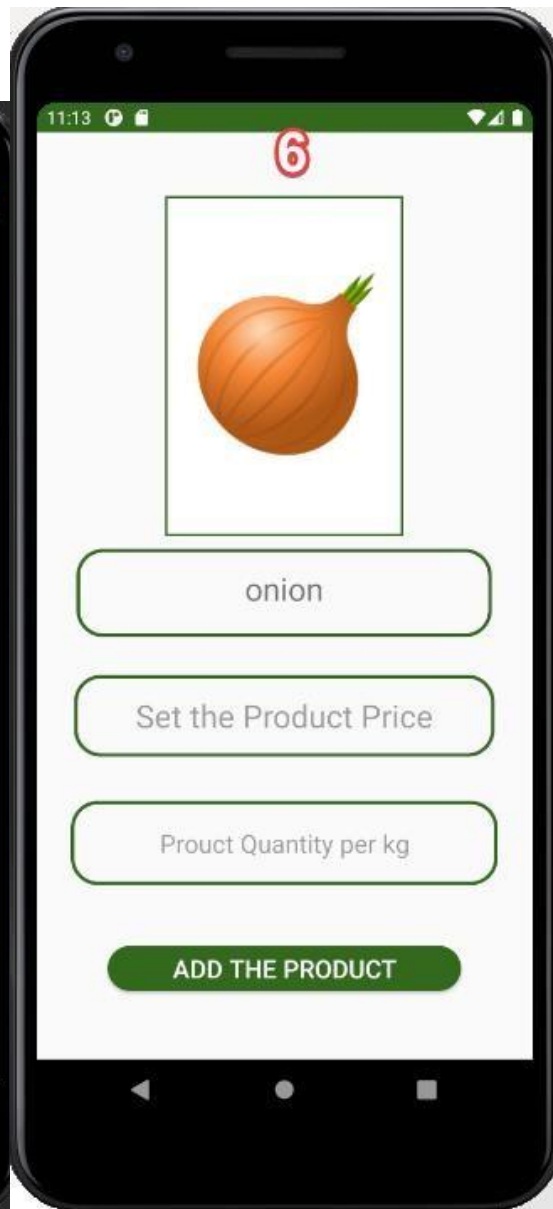 11:13
6
onion
Set the Product Price
Prouct Quantity per kg
ADD THE PRODUCT